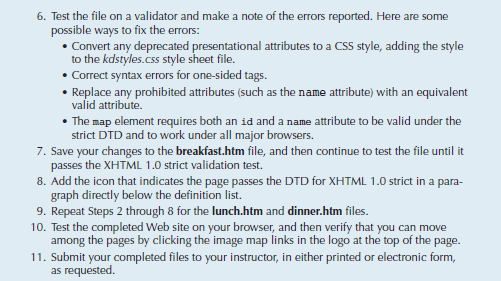 6. Test the file on a validator and make a note of the errors reported. Here are some
possible ways to fix the errors:
• Convert any deprecated presentational attributes to a CSS style, adding the style
to the kdstyles.css style sheet file.
• Correct syntax errors for one-sided tags.
• Replace any prohibited attributes (such as the name attribute) with an equivalent
valid attribute.
• The map element requires both an id and a name attribute to be valid under the
strict DTD and to work under all major browsers.
7. Save your changes to the breakfast.htm file, and then continue to test the file until it
passes the XHTML 1.0 strict validation test.
8. Add the icon that indicates the page passes the DTD for XHTML 1.0 strict in a para-
graph directly below the definition list.
9. Repeat Steps 2 through 8 for the lunch.htm and dinner.htm files.
10. Test the completed Web site on your browser, and then verify that you can move
among the pages by clicking the image map links in the logo at the top of the page.
11. Submit your completed files to your instructor, in either printed or electronic form,
as requested.